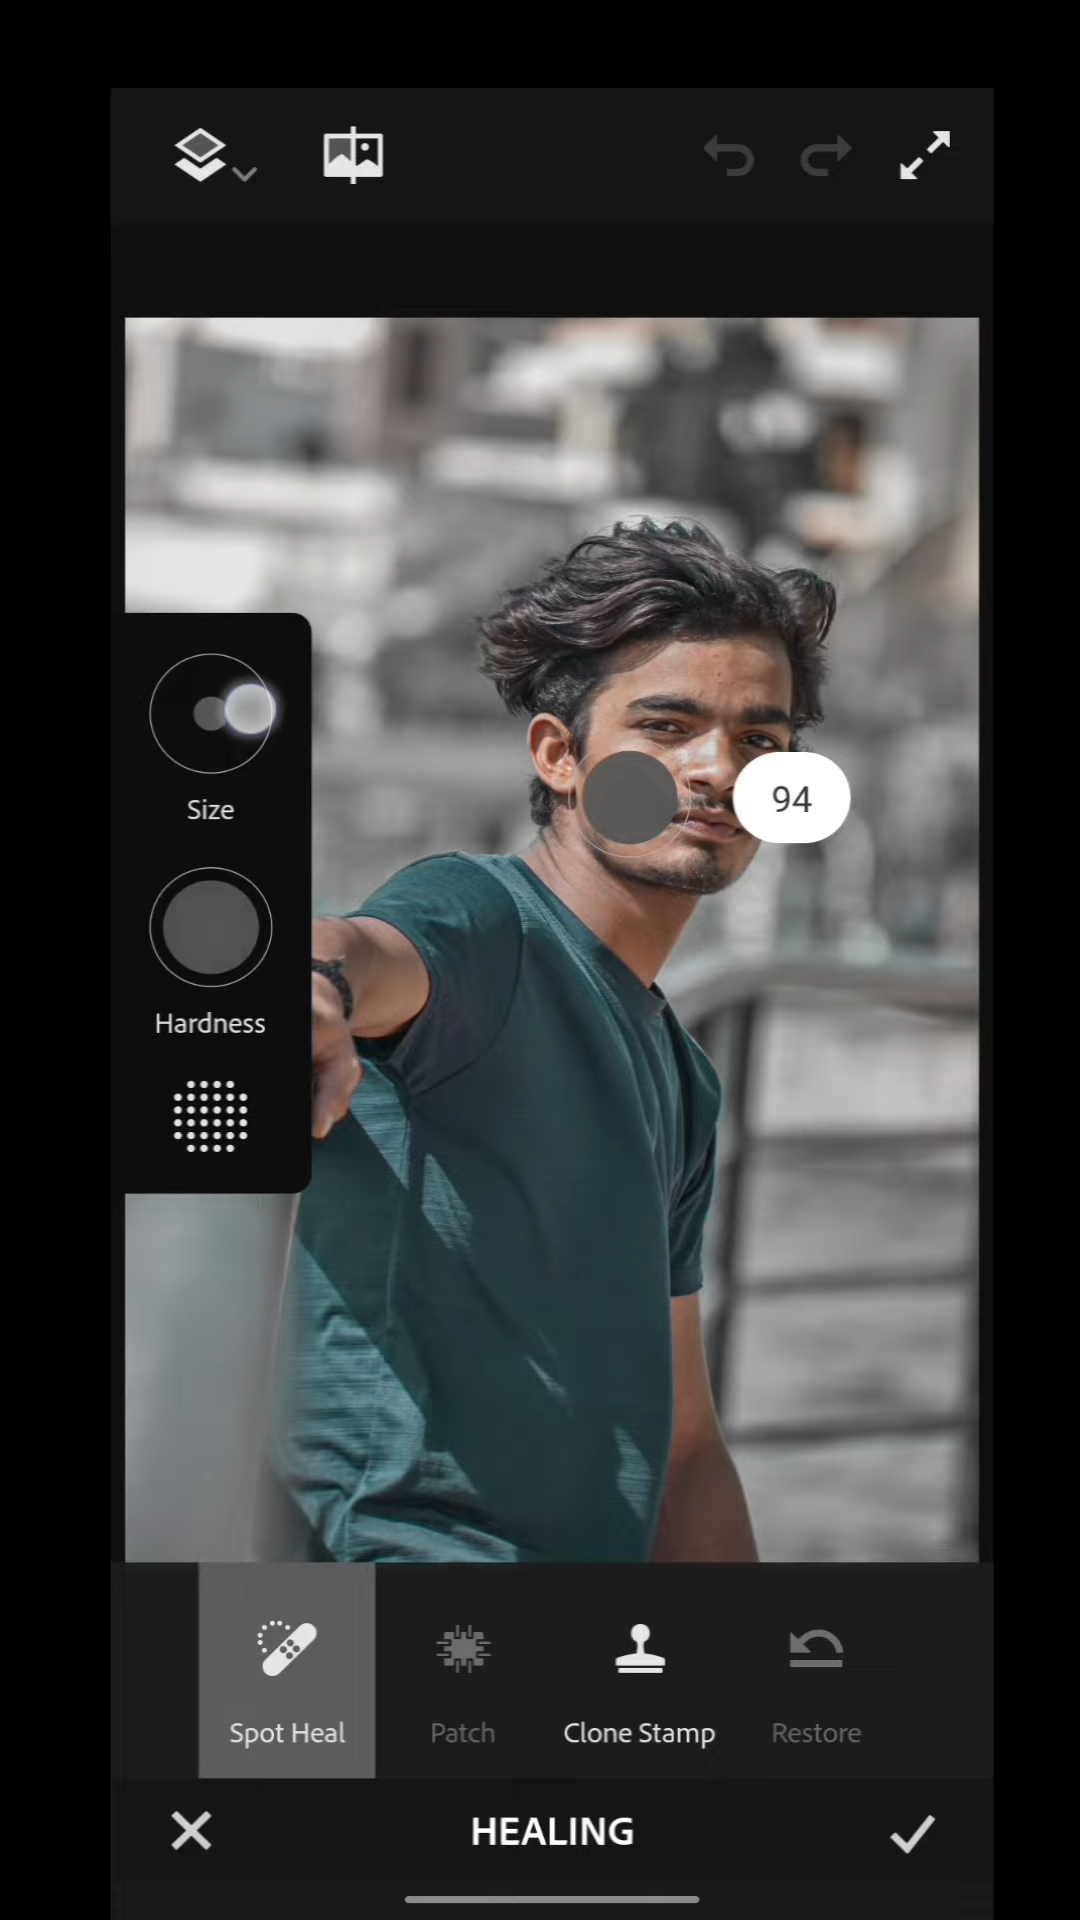 Size
94
Hardness
Spot Heal
Patch
Clone Stamp
Restore
HEALING